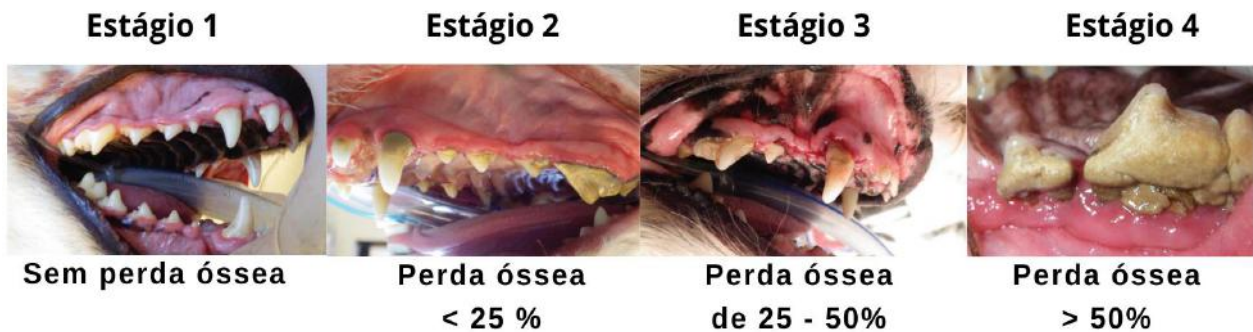 Estágio 1
Estágio 2
Estágio 3
Estágio 4
Sem perda óssea
Perda óssea
< 25 %
Perda óssea
de 25 - 50%
Perda óssea
> 50%